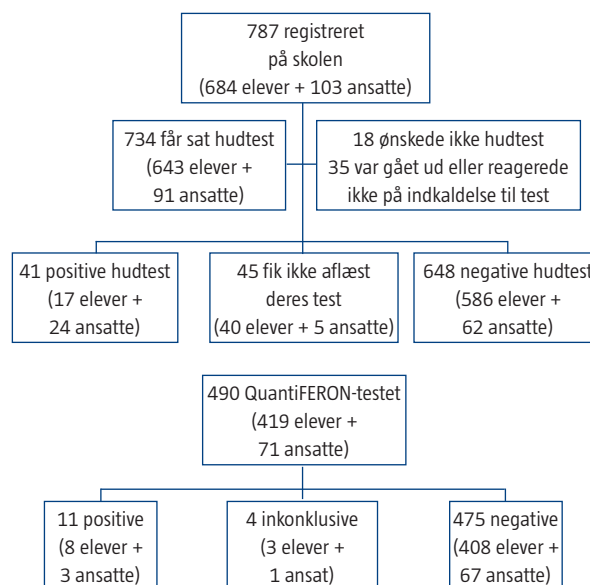 787 registreret
på skolen
(684 elever + 103 ansatte)
734 får sat hudtest
(643 elever +
91 ansatte)
18 ønskede ikke hudtest
35 var gået ud eller reagerede
ikke på indkaldelse til test
41 positive hudtest
(17 elever +
24 ansatte)
45 fik ikke aflæst
deres test
(40 elever + 5 ansatte)
648 negative hudtest
(586 elever +
62 ansatte)
490 QuantiFERON-testet
(419 elever +
71 ansatte)
11 positive
(8 elever +
3 ansatte)
4 inkonklusive
(3 elever +
1 ansat)
475 negative
(408 elever +
67 ansatte)